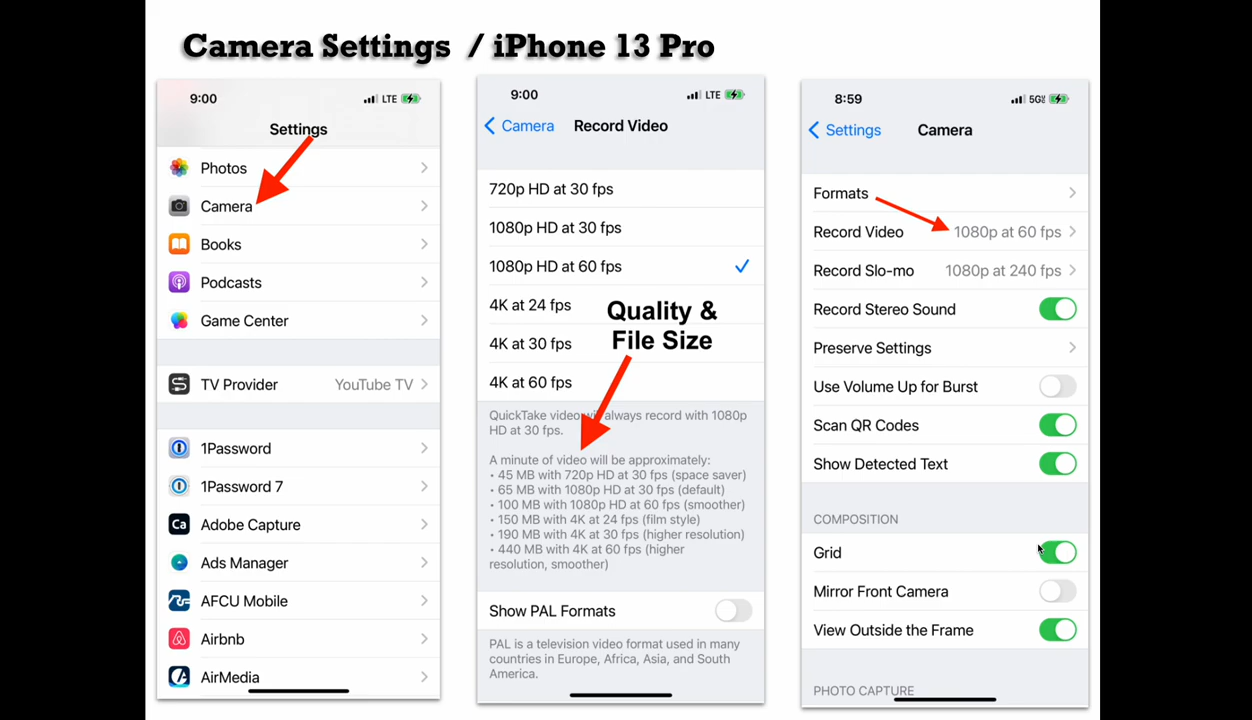 Camera Settings / iPhone 13 Pro
9:00
LTE
Settings
Photos
Camera
Books
Podcasts
Game Center
TV Provider YouTube TV
1Password
1Password 7
Ca Adobe Capture
Ads Manager
AFCU Mobile
Airbnb
AirMedia
9:00
LTE
Camera Record Video
720p HD at 30 fps
1080p HD at 30 fps
1080p HD at 60 fps
4K at 24 fps
4K at 30 fps
4K at 60 fps
Quality &
File Size
QuickTake video will always record with 1080p
HD at 30 fps.
A minute of video will be approximately:
• 45 MB with 720p HD at 30 fps (space saver)
• 65 MB with 1080p HD at 30 fps (default)
• 100 MB with 1080p HD at 60 fps (smoother)
• 150 MB with 4K at 24 fps (film style)
• 190 MB with 4K at 30 fps (higher resolution)
• 440 MB with 4K at 60 fps (higher
resolution, smoother)
Show PAL Formats
PAL is a television video format used in many
countries in Europe, Africa, Asia, and South
America.
8:59
Settings Camera
Formats
Record Video 1080p at 60 fps
Record Slo-mo 1080p at 240 fps
Record Stereo Sound
Preserve Settings
Use Volume Up for Burst
Scan QR Codes
Show Detected Text
COMPOSITION
Grid
Mirror Front Camera
View Outside the Frame
PHOTO CAPTURE